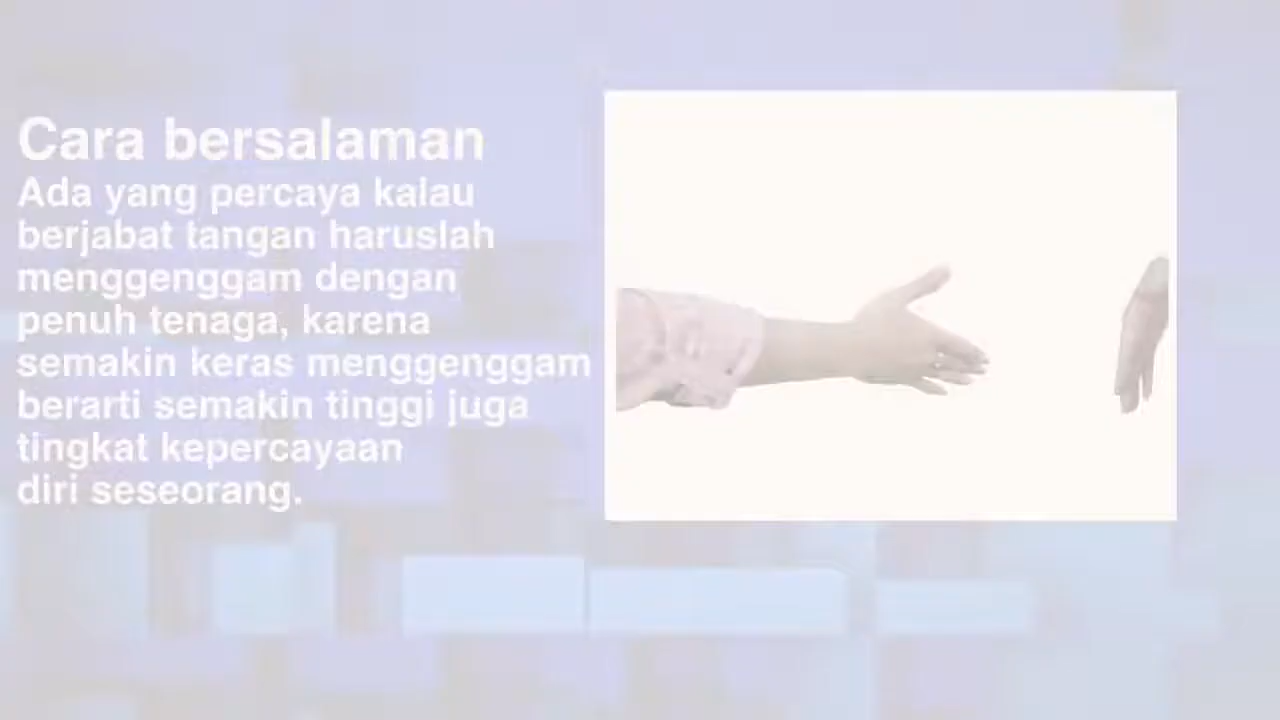 Cara bersalaman
Ada yang percaya kalau
berjabat tangan haruslah
menggenggam dengan
penuh tenaga, karena
semakin keras menggenggam
berarti semakin tinggi juga
tingkat kepercayaan
diri seseorang.